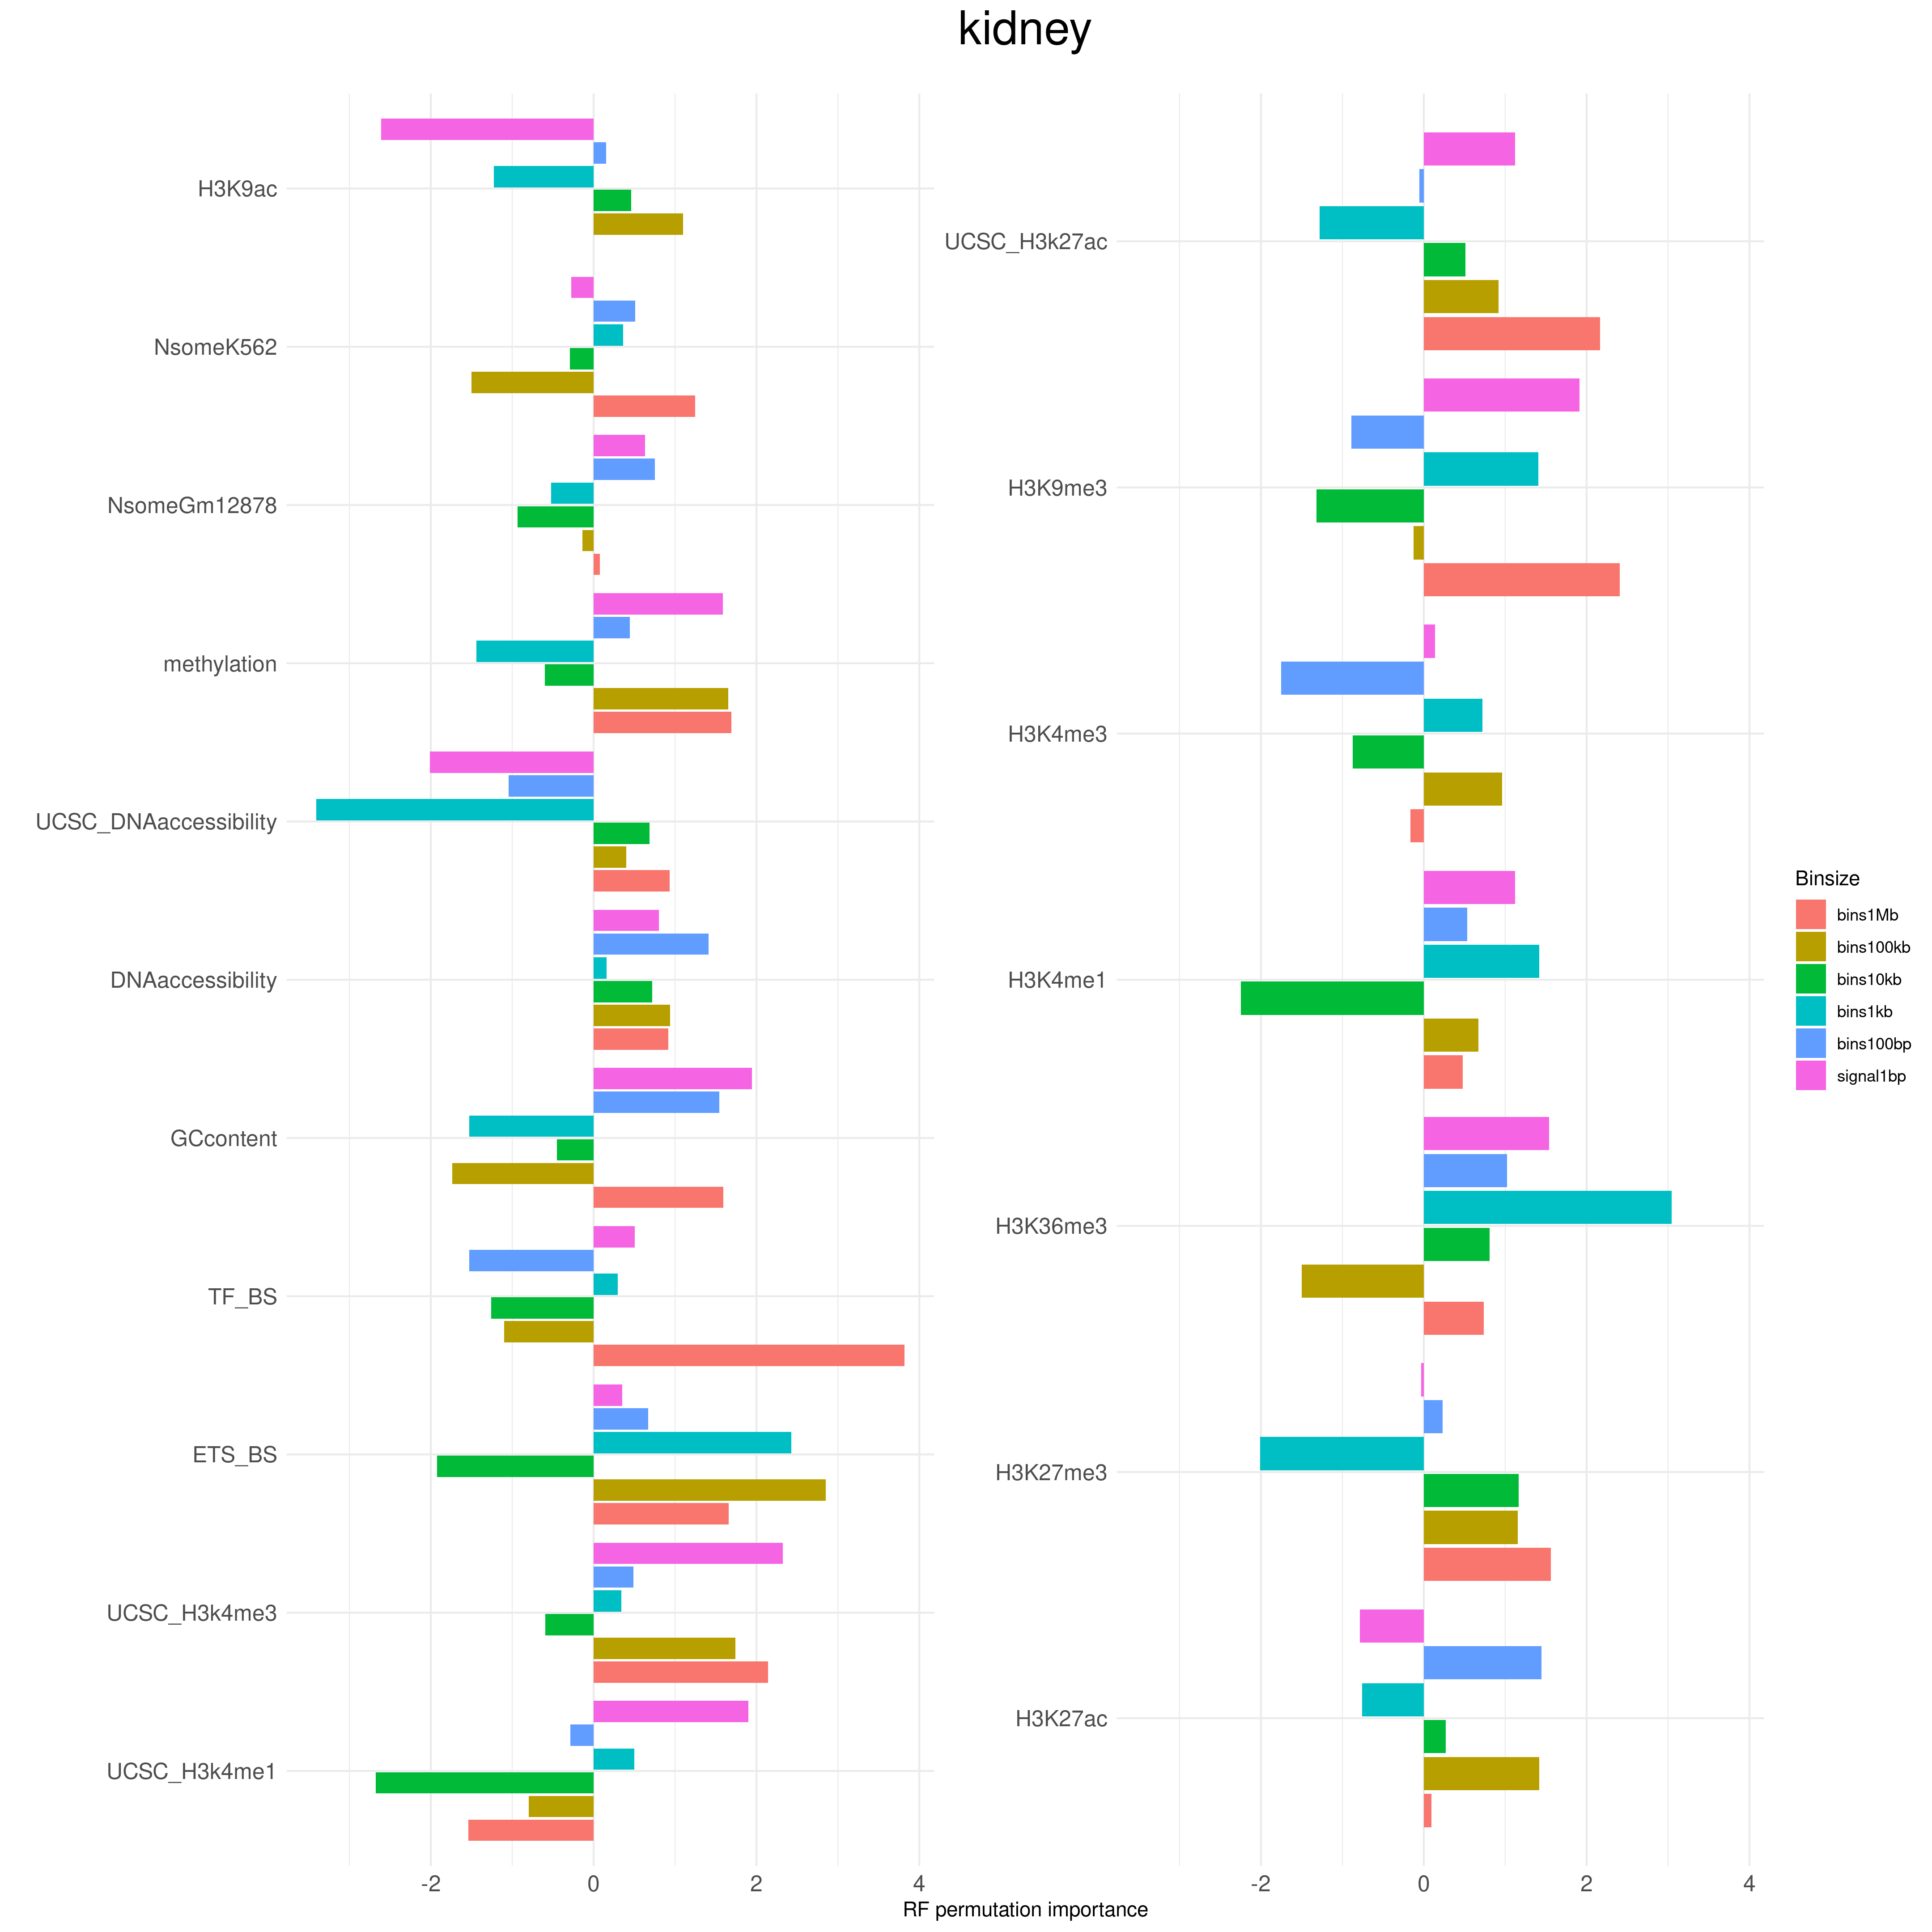 kidney
H3K9ac
NsomeK562
NsomeGm12878
methylation
UCSC_DNAaccessibility
DNAaccessibility
GCcontent
TF_BS
ETS_BS
UCSC_H3k4me3
UCSC_H3k4me1
-2 0 2 4
UCSC_H3k27ac
H3K9me3
H3K4me3
H3K4me1
H3K36me3
H3K27me3
H3K27ac
-2 0 2 4
RF permutation importance
Binsize
bins1Mb
bins100kb
bins10kb
bins1kb
bins100bp
signal1bp